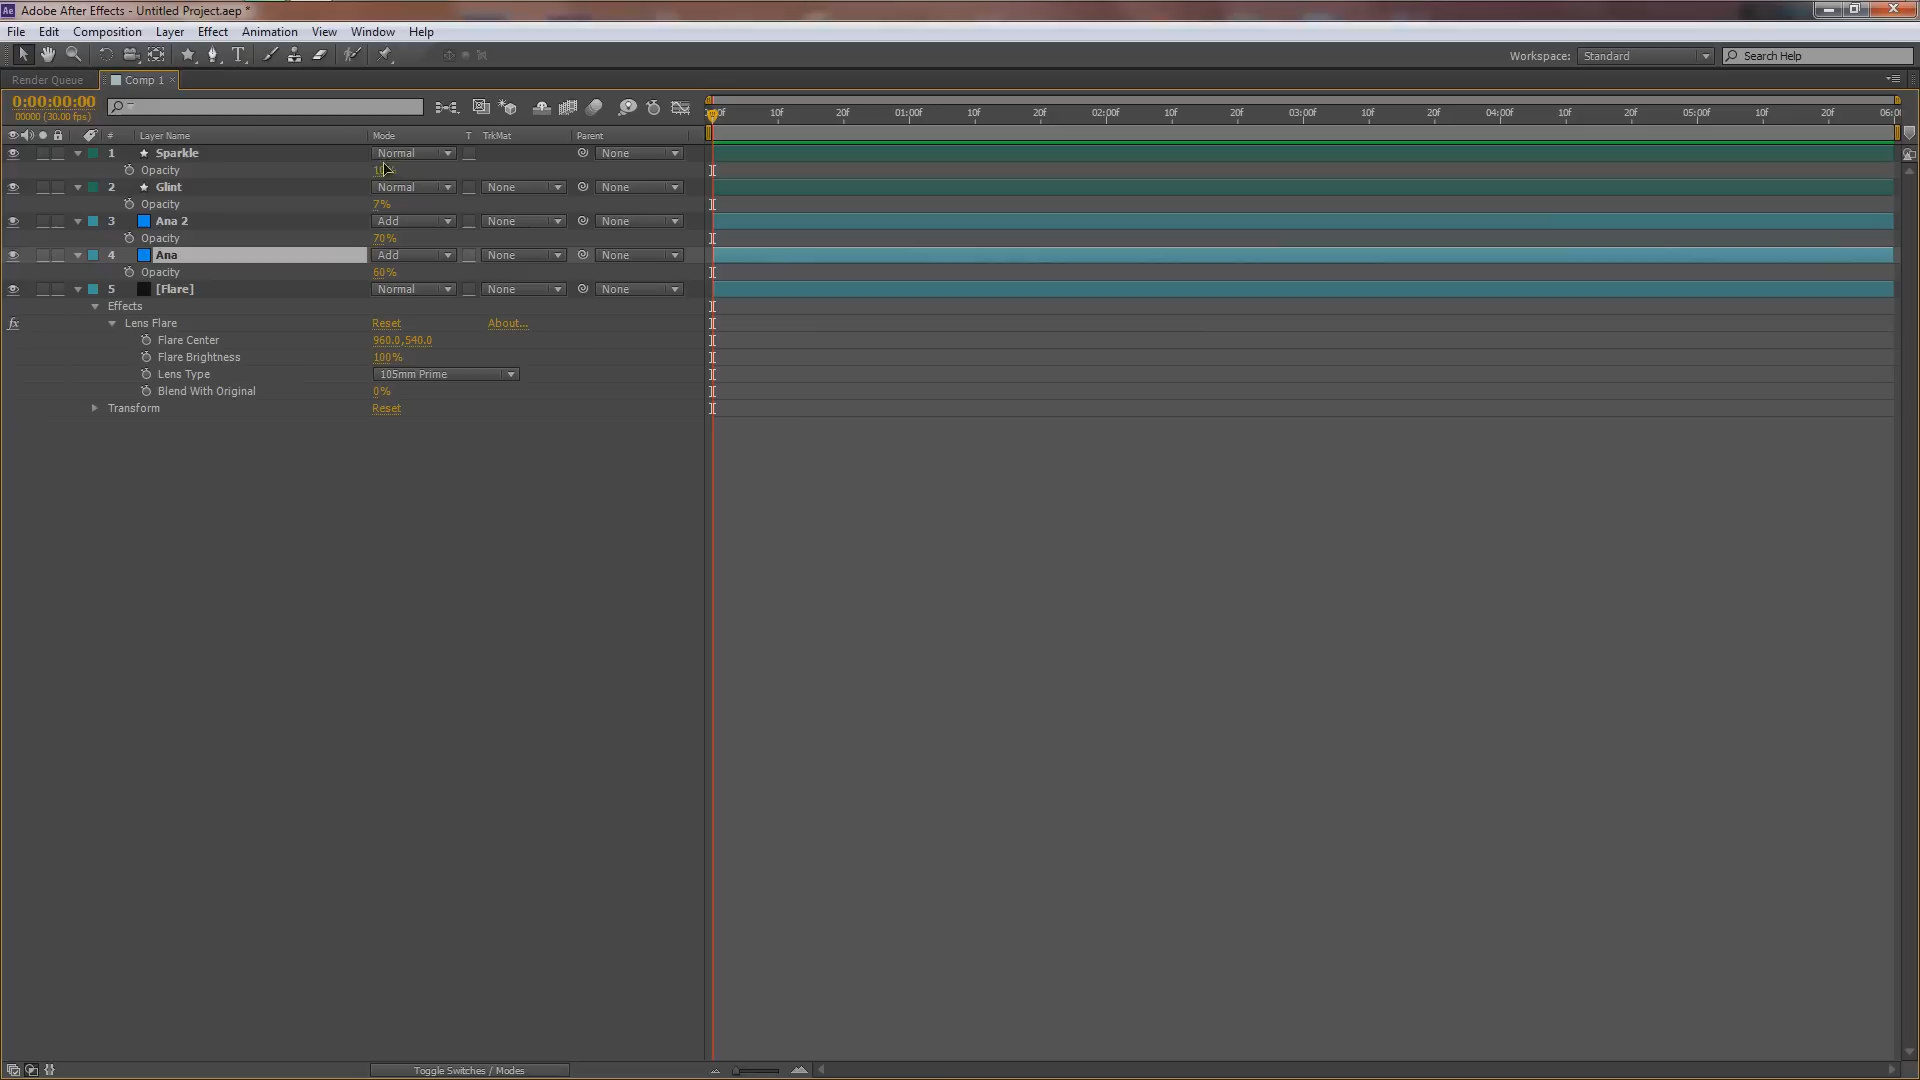 Adobe After Effects - Untitled Project.aep *
File Edit Composition Layer Effect Animation View Window Help
Workspace: Standard Search Help
Render Queue Comp 1
0:00:00:00
00000 (30.00 fps)
10f 20f 01:00f 10f 20f 02:00f 10f 20f 03:00f 10f 20f 04:00f 10f 20f 05:00f 10f 20f
# Layer Name Mode T TrkMat Parent
1 Sparkle Normal None
Opacity
2 Glint Normal None None
Opacity 7%
3 Ana 2 Add None None
Opacity 70%
4 Ana Add None None
Opacity 60%
5 [Flare] Normal None None
Effects
fx Lens Flare Reset About...
Flare Center 960.0,540.0
Flare Brightness 100%
Lens Type 105mm Prime
Blend With Original 0%
Transform Reset
Toggle Switches / Modes